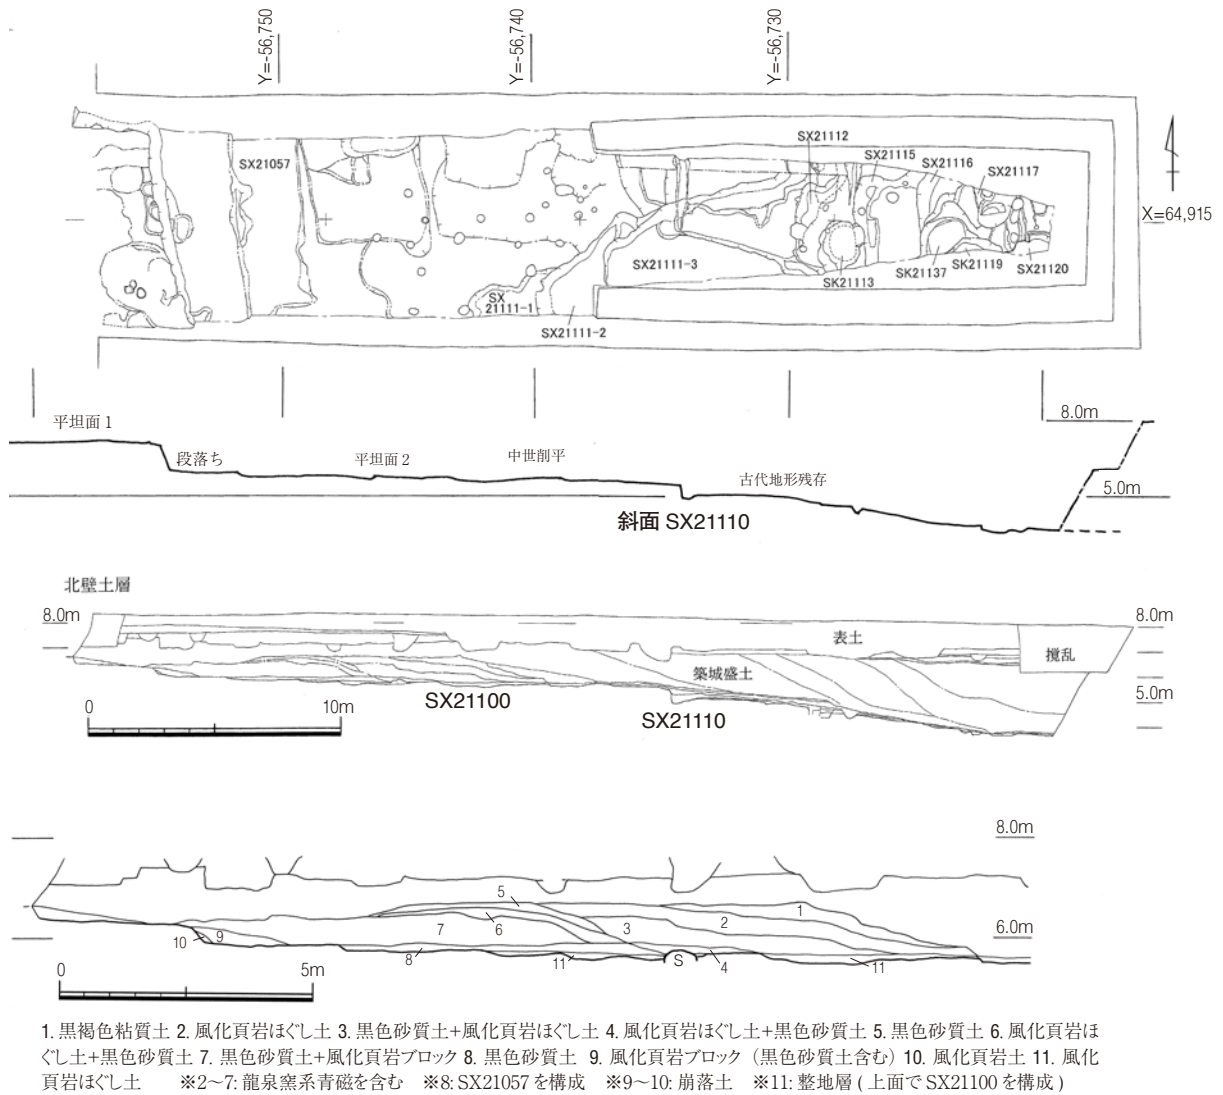 Y=-56,750
Y=-56,740
Y=-56,730
SX21112
SX21115
SX21116
SX21117
SX21057
X=64,915
SX21111-3
SK21137
SK21119
SX21120
SK21113
SX
21111-1
SX21111-2
平坦面 1
段落ち
平坦面 2
中世削平
古代地形残存
8.0m
5.0m
斜面 SX21110
北壁土層
8.0m
8.0m
表土
撹乱
築城盛土
5.0m
SX21100
SX21110
0
10m
8.0m
5
1
2
3
6
7
6.0m
10
9
8
11
S
4
11
0
5m
1. 黒褐色粘質土 2. 風化頁岩ほぐし土 3. 黒色砂質土+風化頁岩ほぐし土 4. 風化頁岩ほぐし土+黒色砂質土 5. 黒色砂質土 6. 風化頁岩ほ
ぐし土+黒色砂質土 7. 黒色砂質土+風化頁岩ブロック 8. 黒色砂質土 9. 風化頁岩ブロック（黒色砂質土含む）10. 風化頁岩土 11. 風化
頁岩ほぐし土 ※2〜7: 龍泉窯系青磁を含む ※8: SX21057 を構成 ※9〜10: 崩落土 ※11: 整地層 ( 上面で SX21100 を構成 )